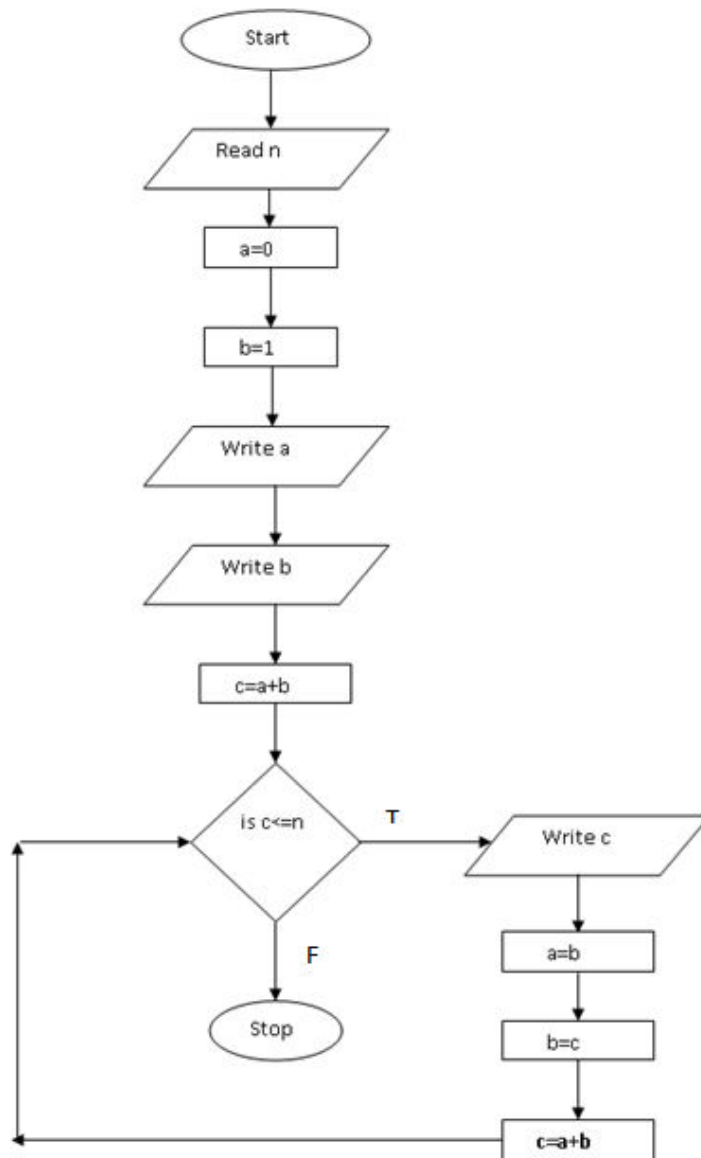 Start
Read n
a=0
b=1
Write a
Write b
c=a+b
is c<=n
T
Write c
a=b
b=c
c=a+b
F
Stop